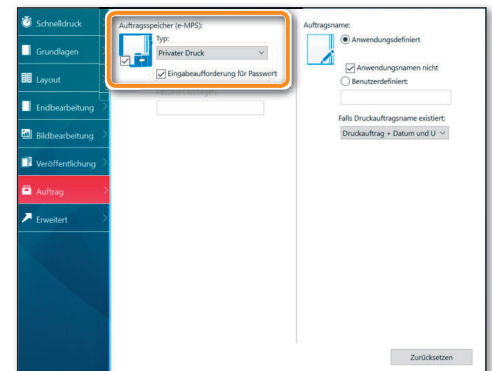 Schnelldruck
Grundlagen
Layout
Endbearbeitung
Bildbearbeitung
Veröffentlichung
Auftrag
Erweitert
Auftragsspeicher (e-MPS):
Typ:
Privater Druck
Eingabeaufforderung für Passwort
Auftragsname:
Anwendungsdefiniert
Anwendungsnamen nicht
Benutzerdefiniert:
Falls Druckauftragsname existiert:
Druckauftrag + Datum und U
Zurücksetzen